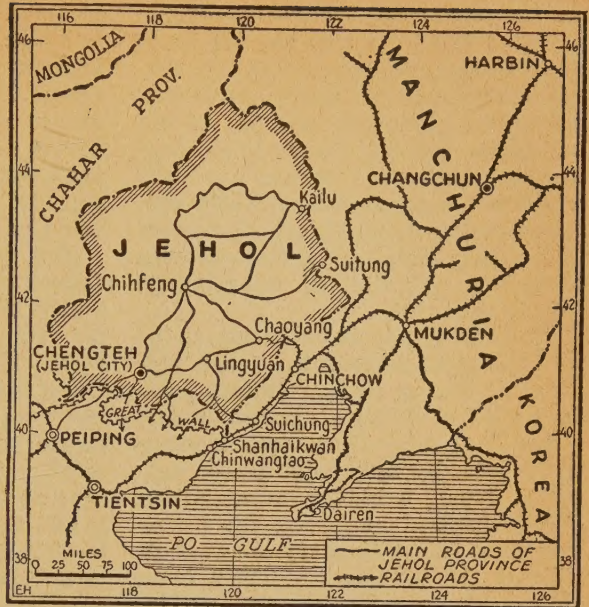 116 118 120 122 124 126
46
46
MONGOLIA
CHAHAR PROV.
MANCHURIA
HARBIN
44
44
CHANGCHUN
Kailu
JEHOL
Suitung
Chihfeng
42
42
Chaoyang
MUKDEN
CHENGTEH
(JEHOL CITY)
Lingyuan
CHINCHOW
KOREA
GREAT WALL
Suichung
40
40
PEIPING
Shanhaikwan
Chinwangtao
TIENTSIN
Dairen
PO GULF
38
38
MILES
0 25 50 75 100
MAIN ROADS OF
JEHOL PROVINCE
RAILROADS
EH
118 120 122 124 126